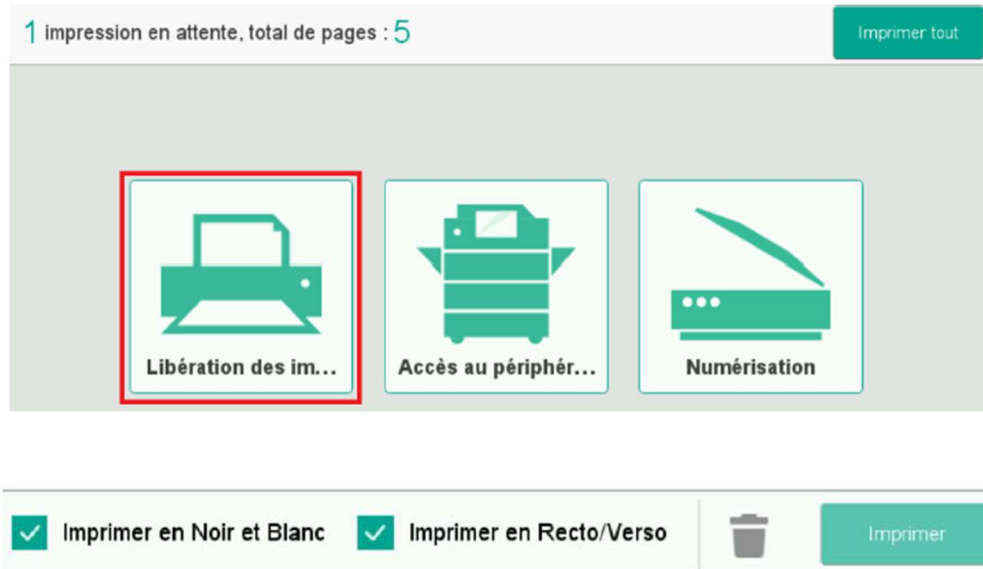 1 impression en attente, total de pages : 5
Imprimer tout
Libération des im...
Accès au périphér...
Numérisation
Imprimer en Noir et Blanc
Imprimer en Recto/Verso
Imprimer